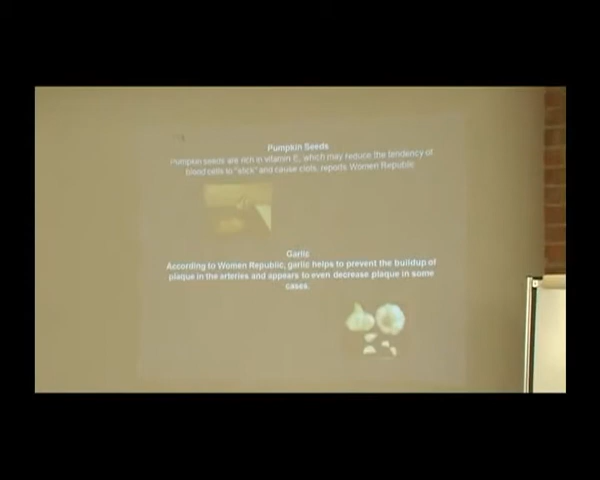 Pumpkin Seeds
Pumpkin seeds are rich in vitamin E, which may reduce the tendency of
blood cells to "stick" and cause clots, reports Women Republic
Garlic
According to Women Republic, garlic helps to prevent the buildup of
plaque in the arteries and appears to even decrease plaque in some
cases.